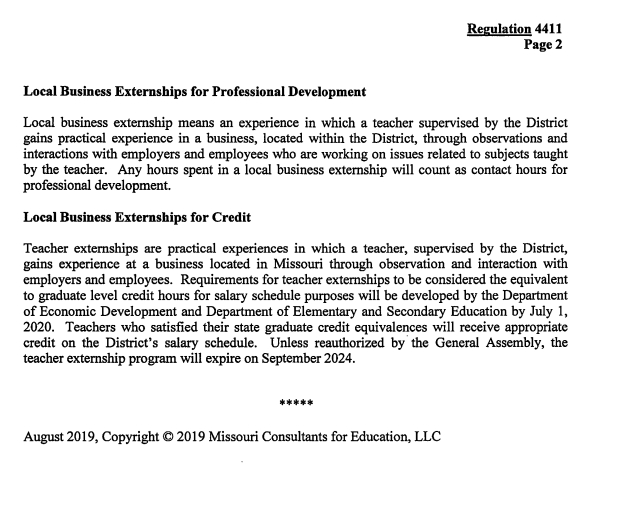 Regulation 4411
Page 2
Local Business Externships for Professional Development
Local business externship means an experience in which a teacher supervised by the District
gains practical experience in a business, located within the District, through observations and
interactions with employers and employees who are working on issues related to subjects taught
by the teacher.  Any hours spent in a local business externship will count as contact hours for
professional development.
Local Business Externships for Credit
Teacher externships are practical experiences in which a teacher, supervised by the District,
gains experience at a business located in Missouri through observation and interaction with
employers and employees.  Requirements for teacher externships to be considered the equivalent
to graduate level credit hours for salary schedule purposes will be developed by the Department
of Economic Development and Department of Elementary and Secondary Education by July 1,
2020.  Teachers who satisfied their state graduate credit equivalences will receive appropriate
credit on the District's salary schedule.  Unless reauthorized by the General Assembly, the
teacher externship program will expire on September 2024.
*****
August 2019, Copyright © 2019 Missouri Consultants for Education, LLC